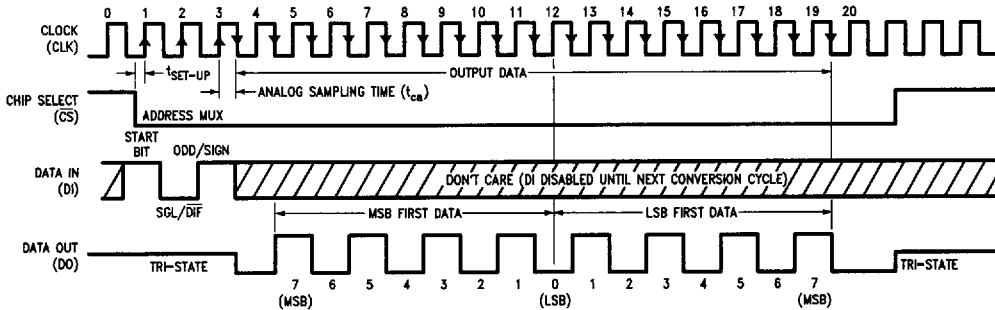 0 1 2 3 4 5 6 7 8 9 10 11 12 13 14 15 16 17 18 19 20
CLOCK
(CLK)
tSET-UP
OUTPUT DATA
ANALOG SAMPLING TIME (tca)
CHIP SELECT
(CS)
ADDRESS MUX
START
BIT
ODD/SIGN
DATA IN
(DI)
DON'T CARE (DI DISABLED UNTIL NEXT CONVERSION CYCLE)
SGL/DIF
MSB FIRST DATA
LSB FIRST DATA
DATA OUT
(DO)
TRI-STATE
TRI-STATE
7 6 5 4 3 2 1 0 1 2 3 4 5 6 7
(MSB)
(LSB)
(MSB)